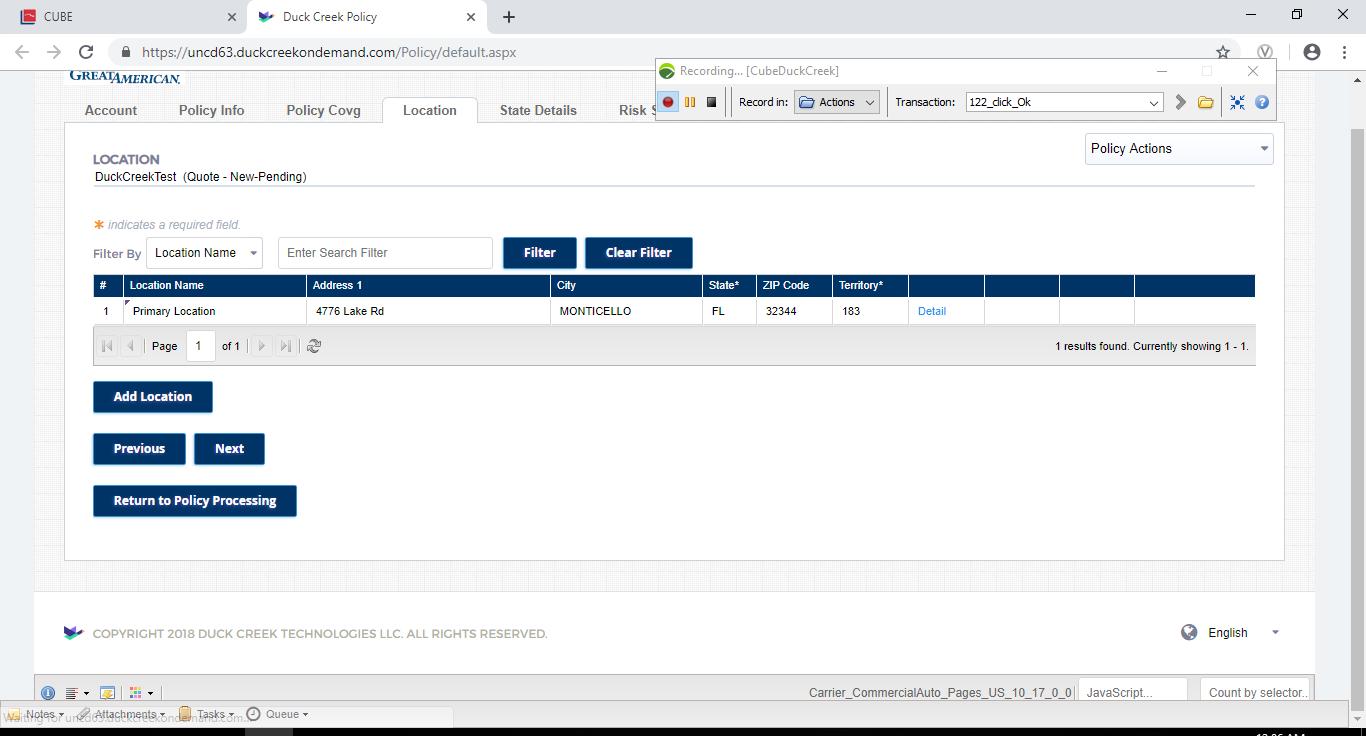 CUBE
Duck Creek Policy
https://uncd63.duckcreekondemand.com/Policy/default.aspx
GREATAMERICAN.
Recording... [CubeDuckCreek]
Record in: Actions Transaction: 122_click_Ok
Account Policy Info Policy Covg Location State Details Risk S
Policy Actions
LOCATION
DuckCreekTest (Quote - New-Pending)
* indicates a required field.
Filter By Location Name Enter Search Filter Filter Clear Filter
# Location Name Address 1 City State* ZIP Code Territory*
1 Primary Location 4776 Lake Rd MONTICELLO FL 32344 183 Detail
Page 1 of 1 1 results found. Currently showing 1 - 1.
Add Location
Previous Next
Return to Policy Processing
COPYRIGHT 2018 DUCK CREEK TECHNOLOGIES LLC. ALL RIGHTS RESERVED.
English
Carrier_CommercialAuto_Pages_US_10_17_0_0 JavaScript... Count by selector..
Notes Attachments Tasks Queue
Waiting for uncd63.duckcreekondemand.com...